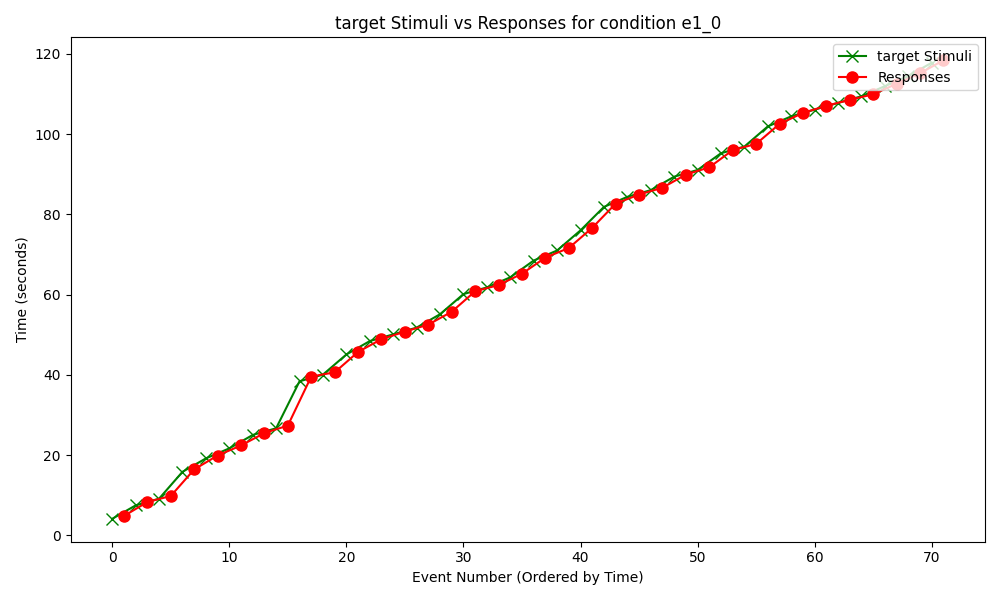 target Stimuli vs Responses for condition e1_0
target Stimuli
Responses
120
100
80
60
40
20
0
Time (seconds)
0 10 20 30 40 50 60 70
Event Number (Ordered by Time)